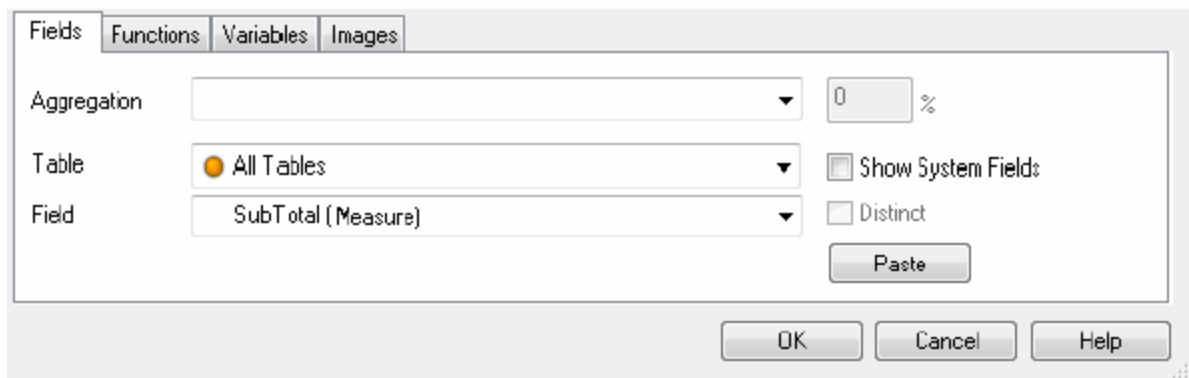 Fields Functions Variables Images
Aggregation 0 %
Table All Tables Show System Fields
Field SubTotal (Measure) Distinct
Paste
OK Cancel Help